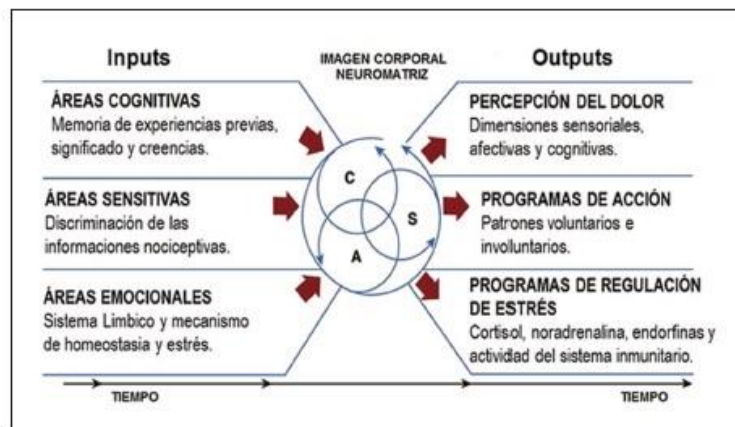 Inputs
IMAGEN CORPORAL
NEUROMATRIZ
Outputs
ÁREAS COGNITIVAS
Memoria de experiencias previas,
significado y creencias.
ÁREAS SENSITIVAS
Discriminación de las
informaciones nociceptivas.
ÁREAS EMOCIONALES
Sistema Limbico y mecanismo
de homeostasia y estrés.
C
S
A
PERCEPCIÓN DEL DOLOR
Dimensiones sensoriales,
afectivas y cognitivas.
PROGRAMAS DE ACCIÓN
Patrones voluntarios e
involuntarios.
PROGRAMAS DE REGULACIÓN
DE ESTRÉS
Cortisol, noradrenalina, endorfinas y
actividad del sistema inmunitario.
TIEMPO
TIEMPO